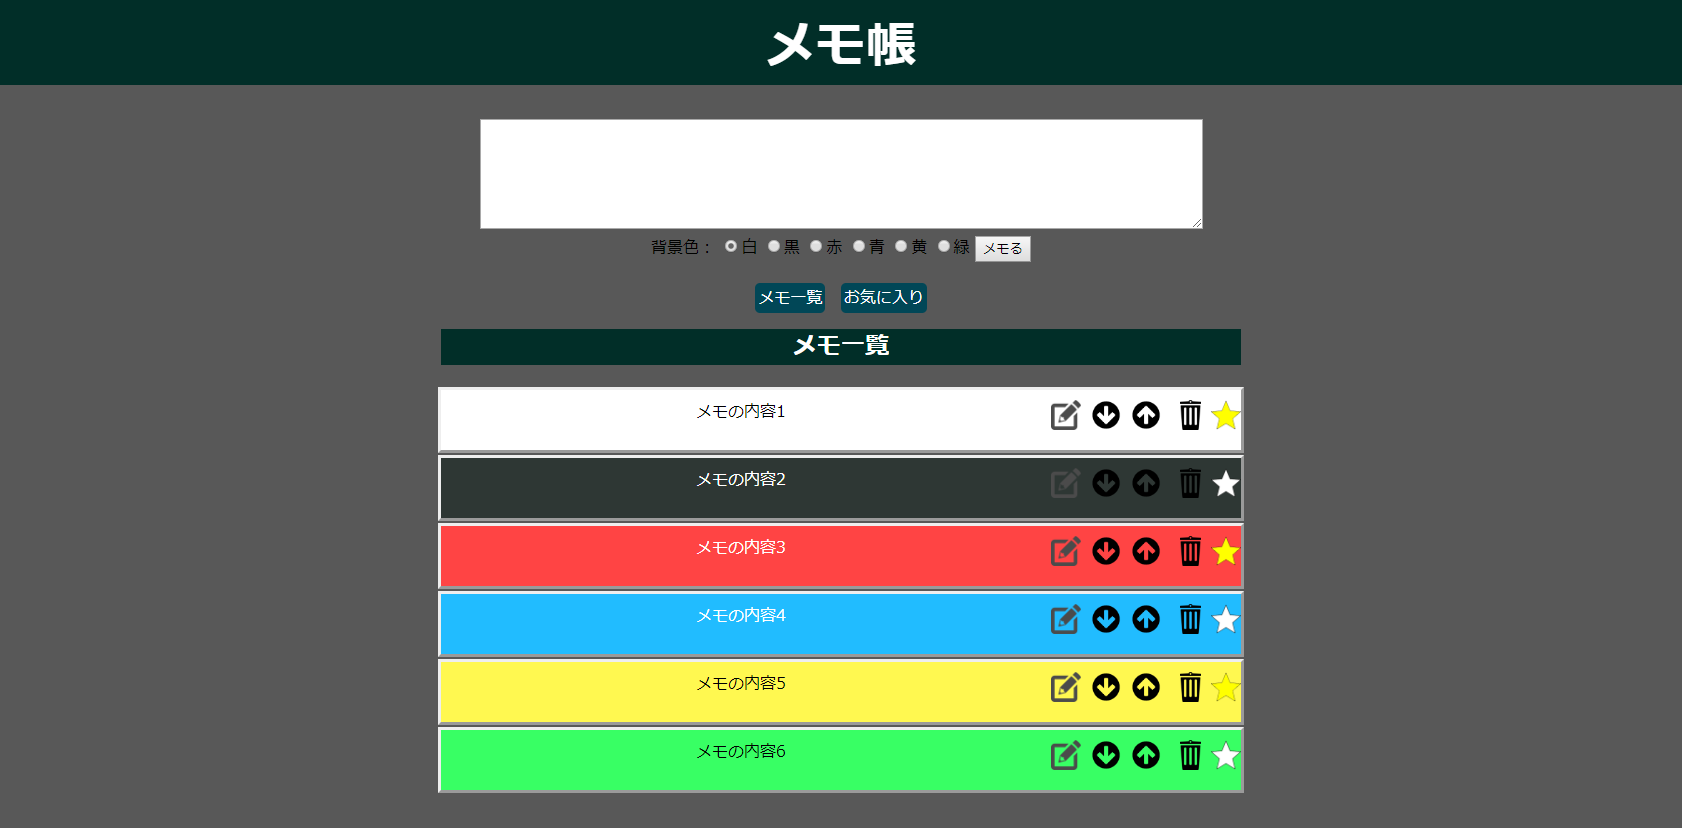 メモ帳
背景色： 白 黒 赤 青 黄 緑 メモる
メモ一覧 お気に入り
メモ一覧
メモの内容1
メモの内容2
メモの内容3
メモの内容4
メモの内容5
メモの内容6